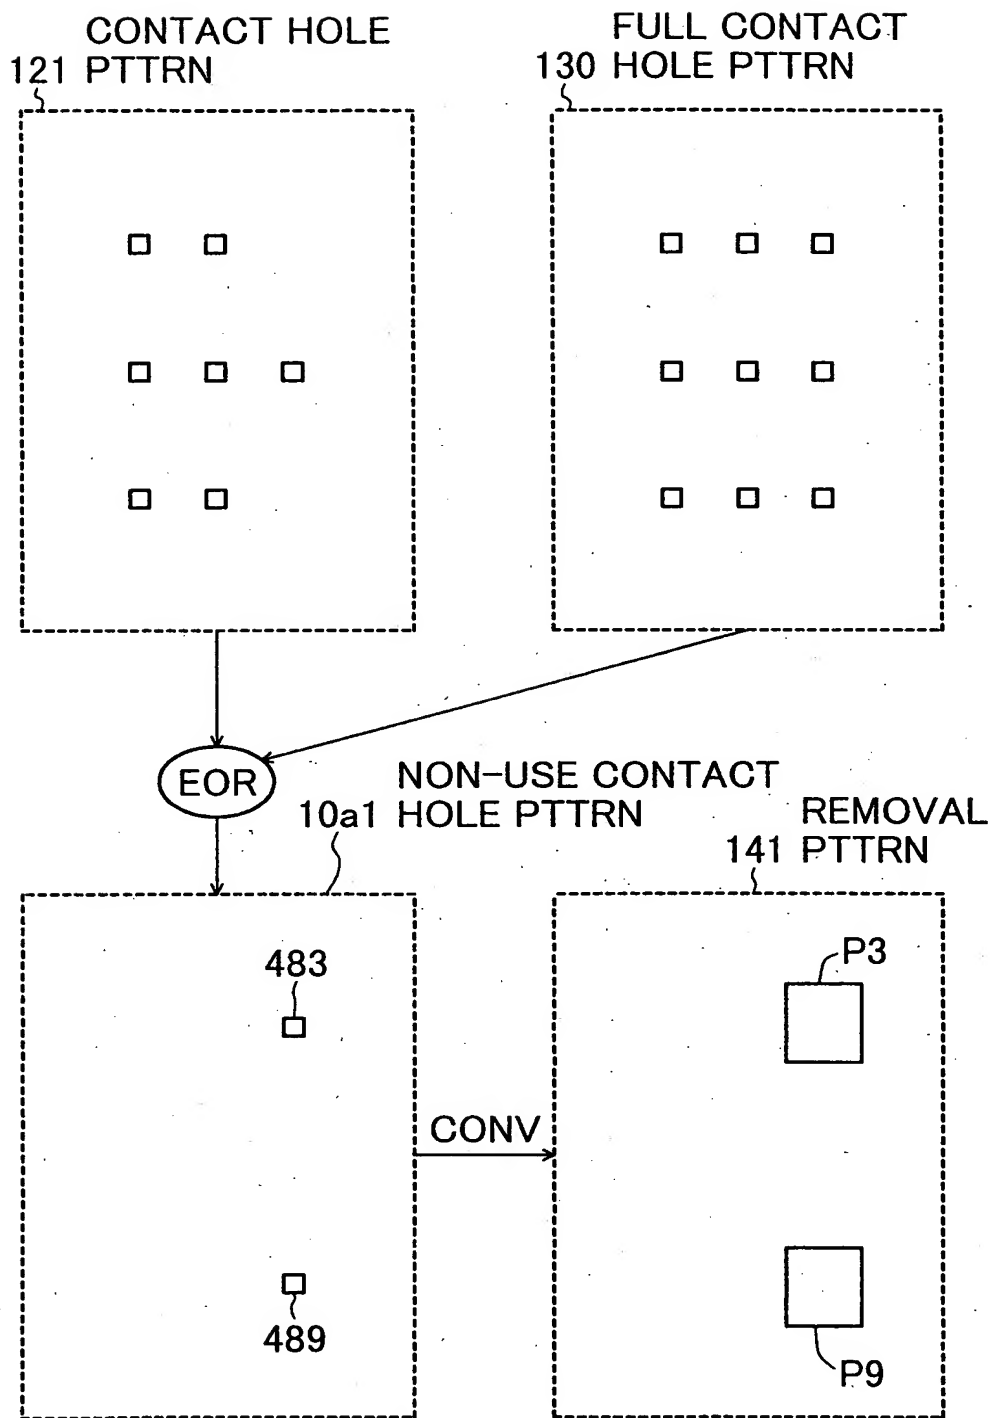 CONTACT HOLE
121 PTTRN
FULL CONTACT
130 HOLE PTTRN
EOR
NON-USE CONTACT
10a1 HOLE PTTRN
REMOVAL
141 PTTRN
483
P3
CONV
489
P9